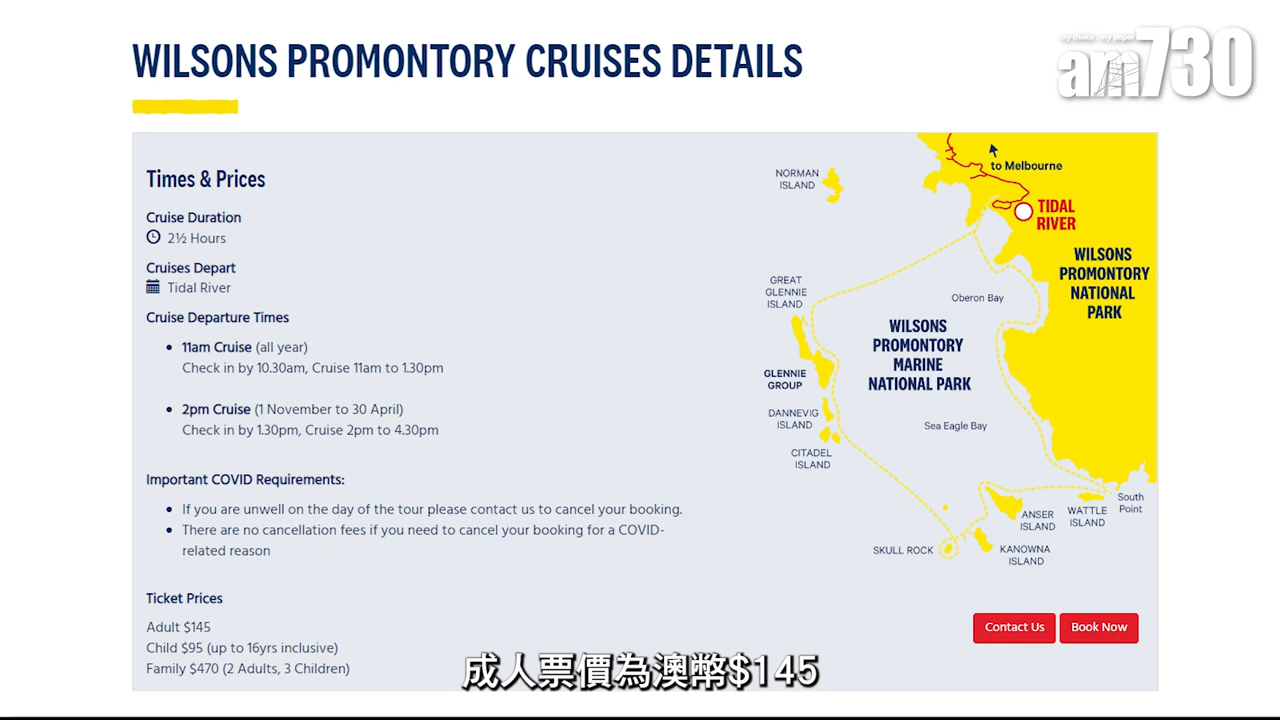 WILSONS PROMONTORY CRUISES DETAILS
my choice . my paper
am730
Times & Prices
Cruise Duration
2½ Hours
Cruises Depart
Tidal River
Cruise Departure Times
11am Cruise (all year)
Check in by 10.30am, Cruise 11am to 1.30pm
2pm Cruise (1 November to 30 April)
Check in by 1.30pm, Cruise 2pm to 4.30pm
Important COVID Requirements:
If you are unwell on the day of the tour please contact us to cancel your booking.
There are no cancellation fees if you need to cancel your booking for a COVID-
related reason
Ticket Prices
Adult $145
Child $95 (up to 16yrs inclusive)
Family $470 (2 Adults, 3 Children)
to Melbourne
NORMAN
ISLAND
TIDAL
RIVER
WILSONS
PROMONTORY
NATIONAL
PARK
GREAT
GLENNIE
ISLAND
Oberon Bay
WILSONS
PROMONTORY
MARINE
NATIONAL PARK
GLENNIE
GROUP
DANNEVIG
ISLAND
Sea Eagle Bay
CITADEL
ISLAND
South
Point
WATTLE
ISLAND
ANSER
ISLAND
SKULL ROCK
KANOWNA
ISLAND
Contact Us
Book Now
成人票價為澳幣$145